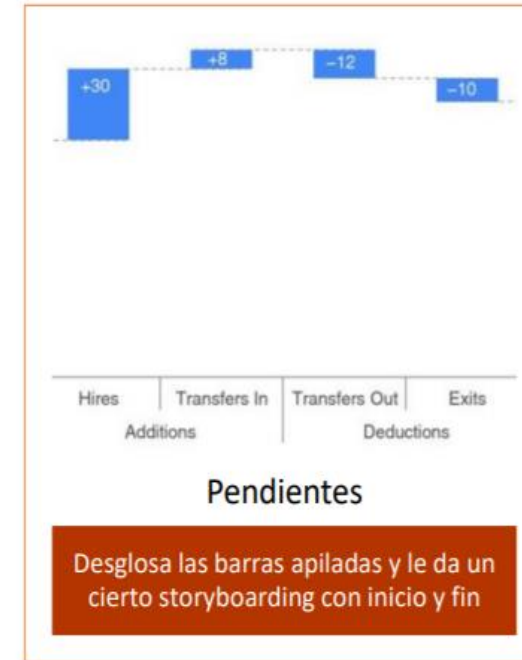 +8
−12
+30
−10
Hires Transfers In Transfers Out Exits
Additions Deductions
Pendientes
Desglosa las barras apiladas y le da un
cierto storyboarding con inicio y fin